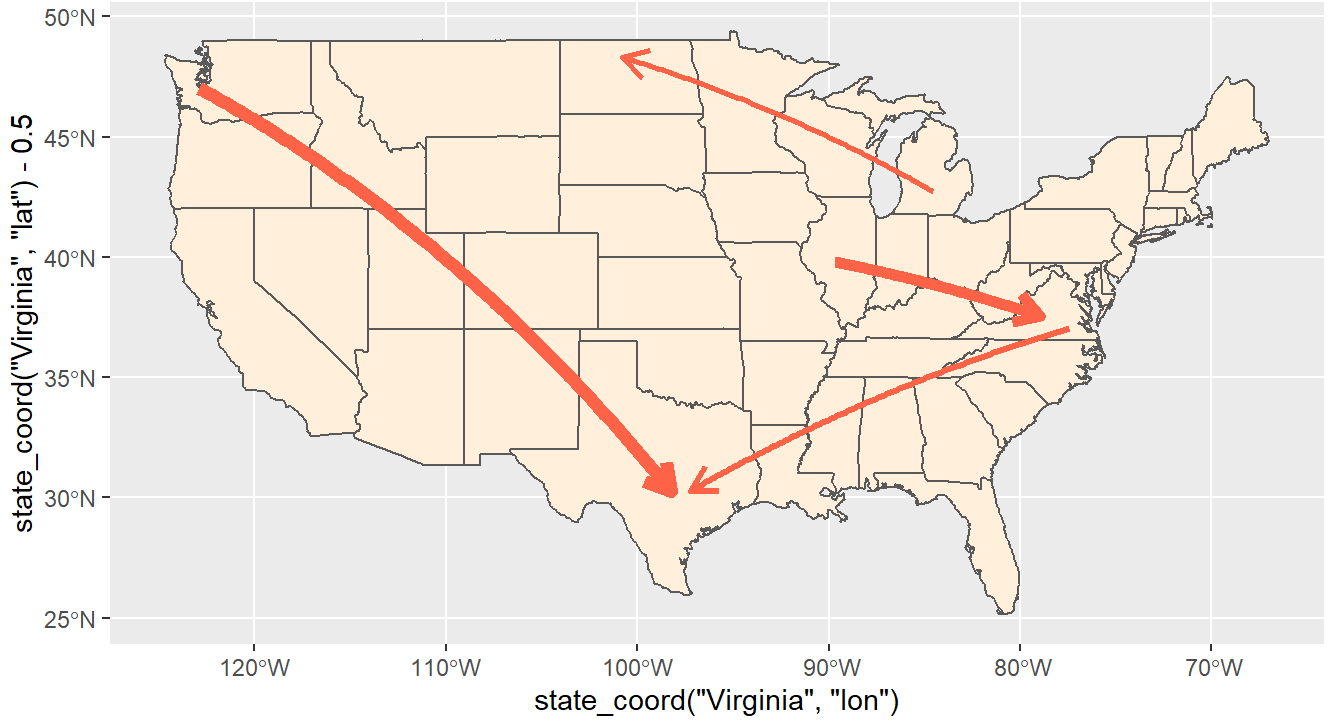 50°N
45°N
40°N
35°N
30°N
25°N
state_coord("Virginia", "lat") - 0.5
120°W 110°W 100°W 90°W 80°W 70°W
state_coord("Virginia", "lon")